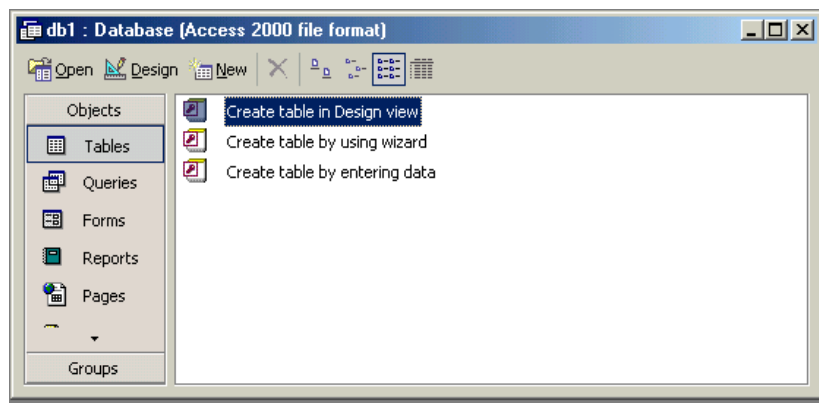 db1 : Database (Access 2000 file format)
Open Design New
Objects
Tables
Queries
Forms
Reports
Pages
Groups
Create table in Design view
Create table by using wizard
Create table by entering data